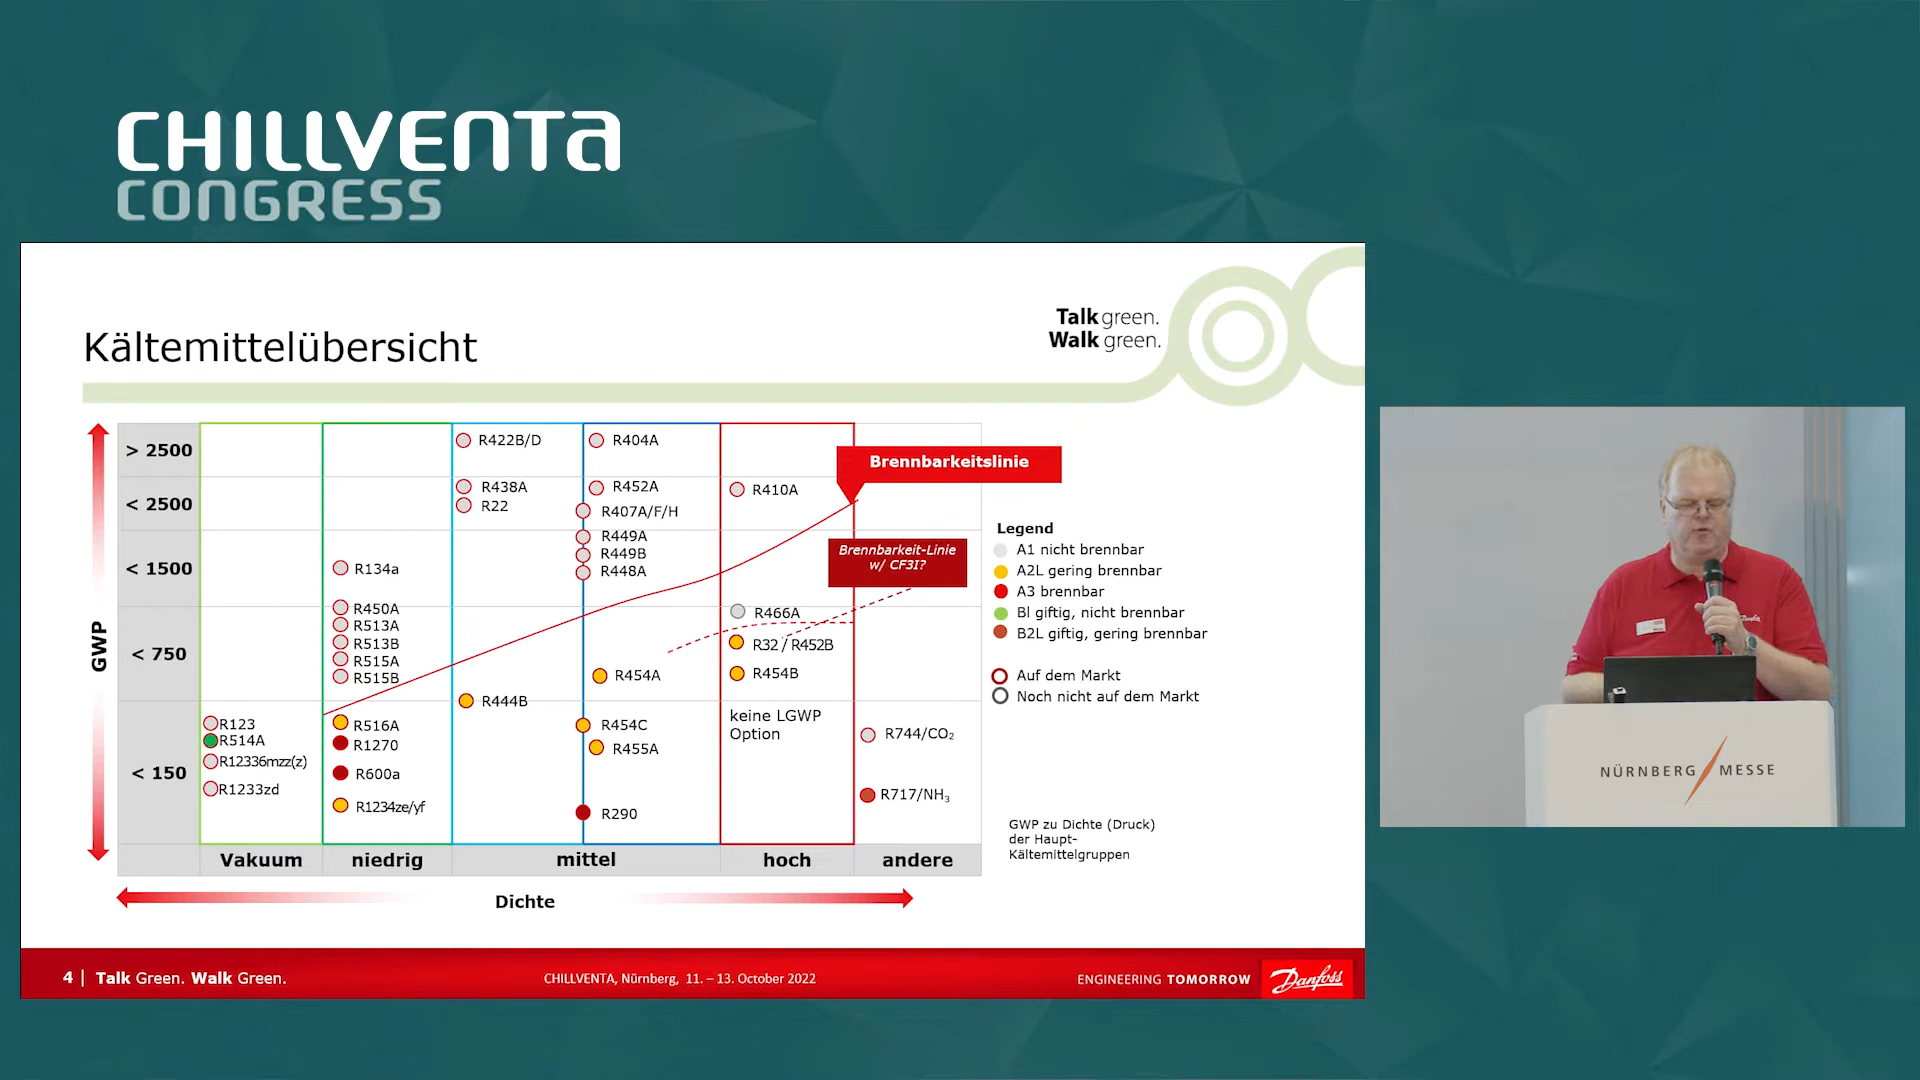 CHILLVENTA
CONGRESS
Talk green.
Walk green.
Kältemittelübersicht
> 2500
< 2500
< 1500
< 750
< 150
GWP
R422B/D
R404A
R438A
R22
R452A
R407A/F/H
R410A
R449A
R449B
R448A
R134a
R450A
R513A
R513B
R515A
R515B
R466A
R32 / R452B
R454B
R454A
R444B
R123
R514A
R12336mzz(z)
R1233zd
R516A
R1270
R600a
R1234ze/yf
R454C
R455A
R290
keine LGWP
Option
R744/CO₂
R717/NH₃
Brennbarkeitslinie
Brennbarkeit-Linie
w/ CF3I?
Vakuum
niedrig
mittel
hoch
andere
Dichte
Legend
A1 nicht brennbar
A2L gering brennbar
A3 brennbar
Bl giftig, nicht brennbar
B2L giftig, gering brennbar
Auf dem Markt
Noch nicht auf dem Markt
GWP zu Dichte (Druck)
der Haupt-
Kältemittelgruppen
4 | Talk Green. Walk Green.
CHILLVENTA, Nürnberg, 11. – 13. October 2022
ENGINEERING TOMORROW
Danfoss
NÜRNBERG MESSE